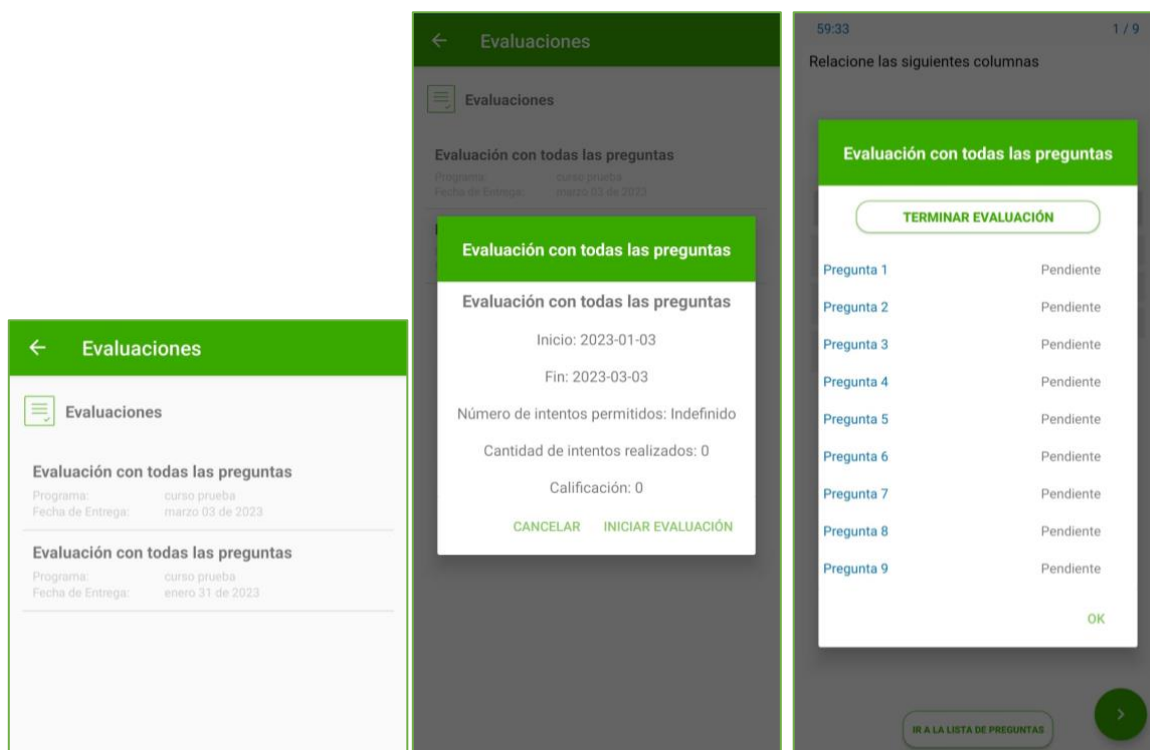 Evaluaciones
Evaluaciones
Evaluación con todas las preguntas
Programa: curso prueba
Fecha de Entrega: marzo 03 de 2023
Evaluación con todas las preguntas
Programa: curso prueba
Fecha de Entrega: enero 31 de 2023
Evaluaciones
Evaluaciones
Evaluación con todas las preguntas
Programa: curso prueba
Fecha de Entrega: marzo 03 de 2023
Evaluación con todas las preguntas
Evaluación con todas las preguntas
Inicio: 2023-01-03
Fin: 2023-03-03
Número de intentos permitidos: Indefinido
Cantidad de intentos realizados: 0
Calificación: 0
CANCELAR INICIAR EVALUACIÓN
59:33 1 / 9
Relacione las siguientes columnas
Evaluación con todas las preguntas
TERMINAR EVALUACIÓN
Pregunta 1 Pendiente
Pregunta 2 Pendiente
Pregunta 3 Pendiente
Pregunta 4 Pendiente
Pregunta 5 Pendiente
Pregunta 6 Pendiente
Pregunta 7 Pendiente
Pregunta 8 Pendiente
Pregunta 9 Pendiente
OK
IR A LA LISTA DE PREGUNTAS